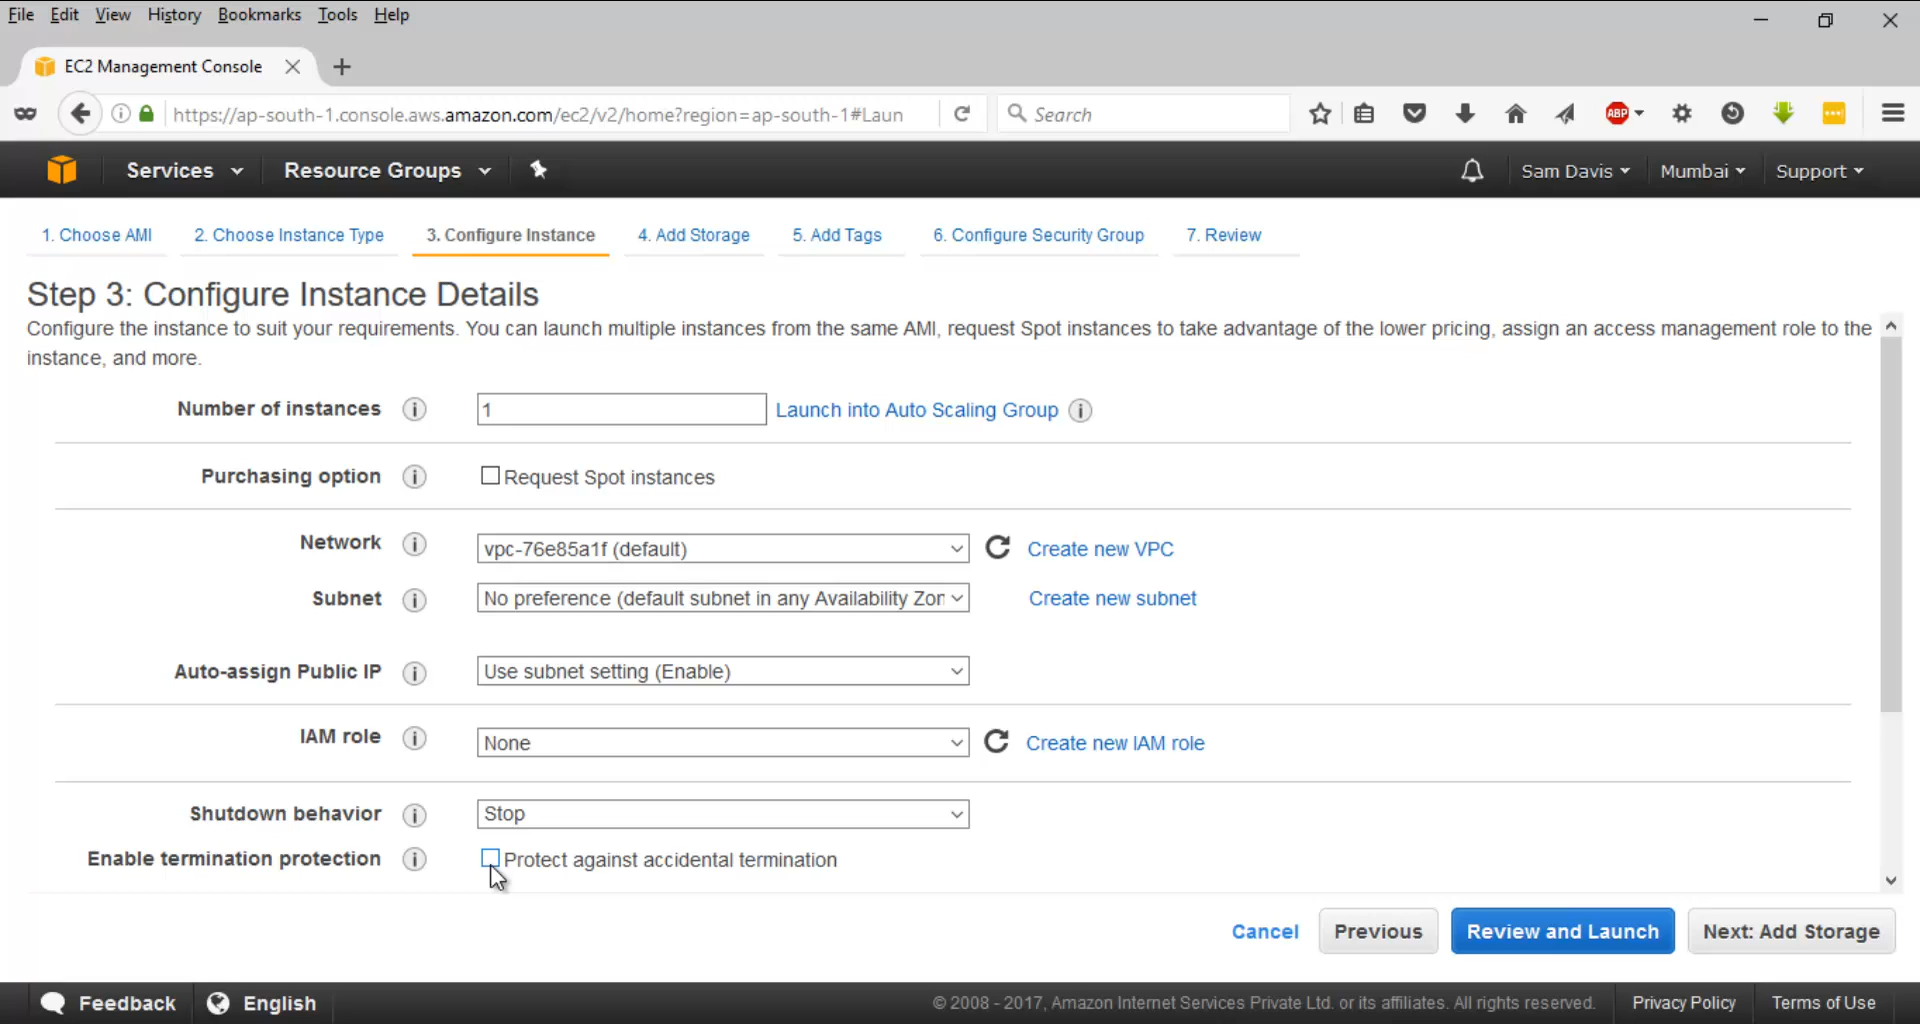 File Edit View History Bookmarks Tools Help
EC2 Management Console
https://ap-south-1.console.aws.amazon.com/ec2/v2/home?region=ap-south-1#Laun
Search
ABP
Services Resource Groups Sam Davis Mumbai Support
1. Choose AMI 2. Choose Instance Type 3. Configure Instance 4. Add Storage 5. Add Tags 6. Configure Security Group 7. Review
Step 3: Configure Instance Details
Configure the instance to suit your requirements. You can launch multiple instances from the same AMI, request Spot instances to take advantage of the lower pricing, assign an access management role to the
instance, and more.
Number of instances i 1 Launch into Auto Scaling Group i
Purchasing option i Request Spot instances
Network i vpc-76e85a1f (default) Create new VPC
Subnet i No preference (default subnet in any Availability Zon Create new subnet
Auto-assign Public IP i Use subnet setting (Enable)
IAM role i None Create new IAM role
Shutdown behavior i Stop
Enable termination protection i Protect against accidental termination
Cancel Previous Review and Launch Next: Add Storage
Feedback English © 2008 - 2017, Amazon Internet Services Private Ltd. or its affiliates. All rights reserved. Privacy Policy Terms of Use